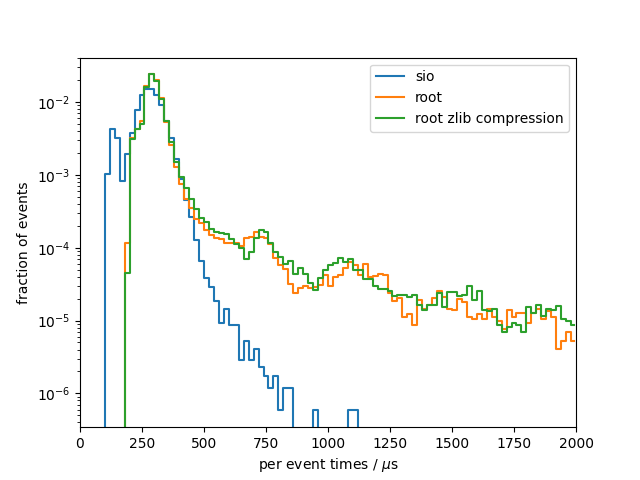 sio
root
root zlib compression
10⁻²
10⁻³
10⁻⁴
10⁻⁵
10⁻⁶
fraction of events
0 250 500 750 1000 1250 1500 1750 2000
per event times / μs